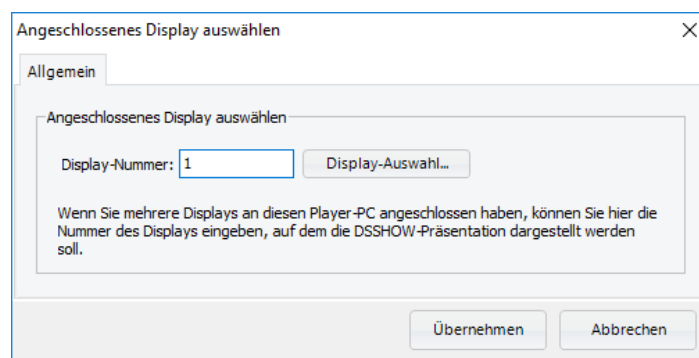 Angeschlossenes Display auswählen
Allgemein
Angeschlossenes Display auswählen
Display-Nummer: 1 Display-Auswahl...
Wenn Sie mehrere Displays an diesen Player-PC angeschlossen haben, können Sie hier die
Nummer des Displays eingeben, auf dem die DSSHOW-Präsentation dargestellt werden
soll.
Übernehmen Abbrechen